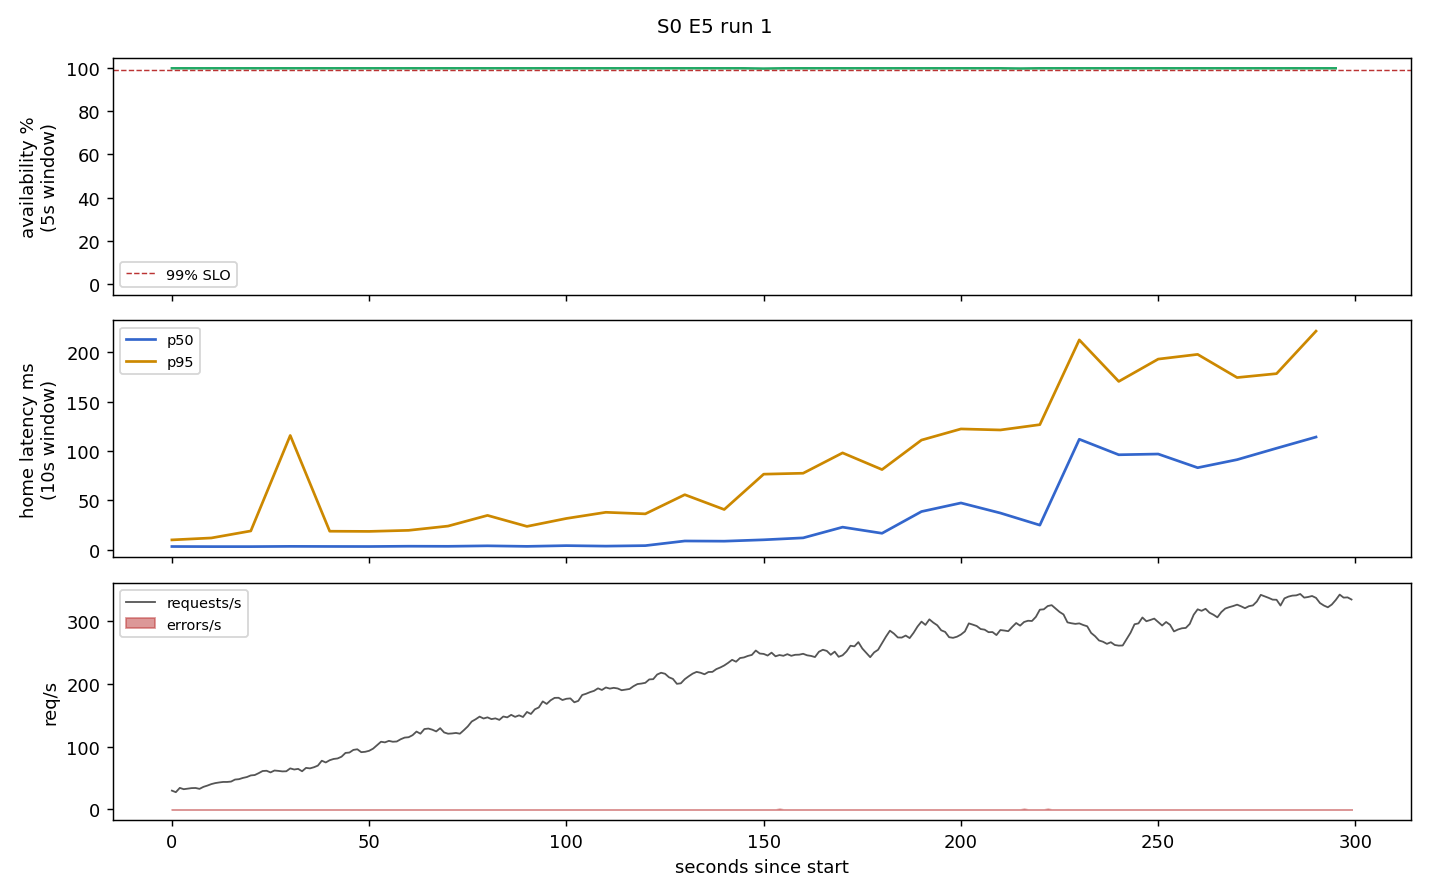 S0 E5 run 1
availability %
(5s window)
100
80
60
40
20
0
99% SLO
home latency ms
(10s window)
200
150
100
50
0
p50
p95
req/s
300
200
100
0
requests/s
errors/s
0
50
100
150
200
250
300
seconds since start